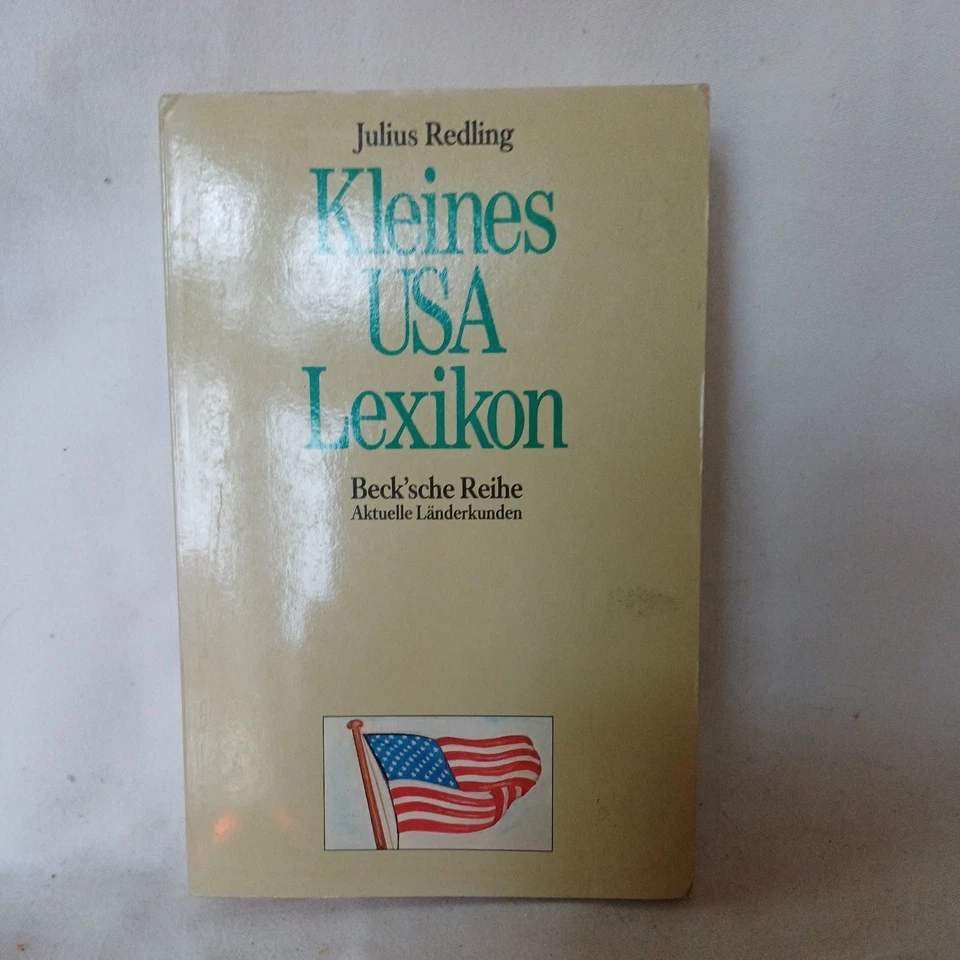 Julius Redling
Kleines
USA
Lexikon
Beck'sche Reihe
Aktuelle Länderkunden